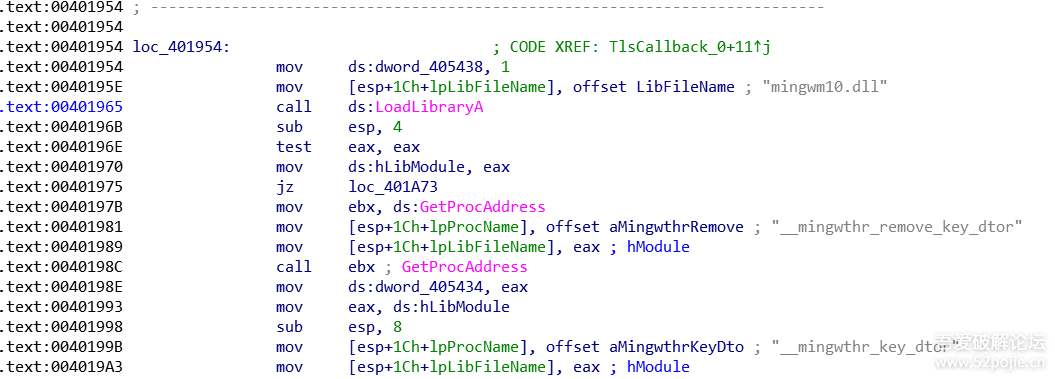 .text:00401954 ; ---------------------------------------------------------------------------
.text:00401954
.text:00401954 loc_401954: ; CODE XREF: TlsCallback_0+11↑j
.text:00401954 mov ds:dword_405438, 1
.text:0040195E mov [esp+1Ch+lpLibFileName], offset LibFileName ; "mingwm10.dll"
.text:00401965 call ds:LoadLibraryA
.text:0040196B sub esp, 4
.text:0040196E test eax, eax
.text:00401970 mov ds:hLibModule, eax
.text:00401975 jz loc_401A73
.text:0040197B mov ebx, ds:GetProcAddress
.text:00401981 mov [esp+1Ch+lpProcName], offset aMingwthrRemove ; "__mingwthr_remove_key_dtor"
.text:00401989 mov [esp+1Ch+lpLibFileName], eax ; hModule
.text:0040198C call ebx ; GetProcAddress
.text:0040198E mov ds:dword_405434, eax
.text:00401993 mov eax, ds:hLibModule
.text:00401998 sub esp, 8
.text:0040199B mov [esp+1Ch+lpProcName], offset aMingwthrKeyDto ; "__mingwthr_key_dtor"
.text:004019A3 mov [esp+1Ch+lpLibFileName], eax ; hModule
吾爱破解论坛
www.52pojie.cn